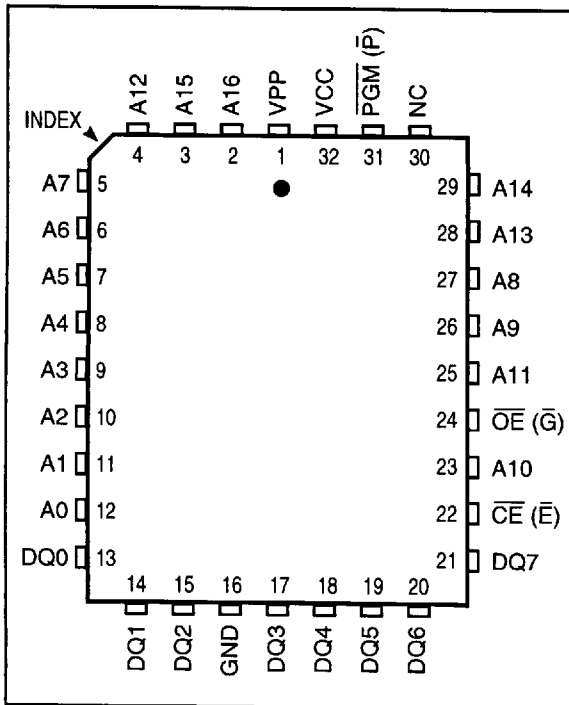 A12 A15 A16 VPP VCC P̅G̅M̅ (P̅) NC
INDEX
4 3 2 1 32 31 30
A7 5 29 A14
A6 6 28 A13
A5 7 27 A8
A4 8 26 A9
A3 9 25 A11
A2 10 24 O̅E̅ (G̅)
A1 11 23 A10
A0 12 22 C̅E̅ (E̅)
DQ0 13 21 DQ7
14 15 16 17 18 19 20
DQ1 DQ2 GND DQ3 DQ4 DQ5 DQ6